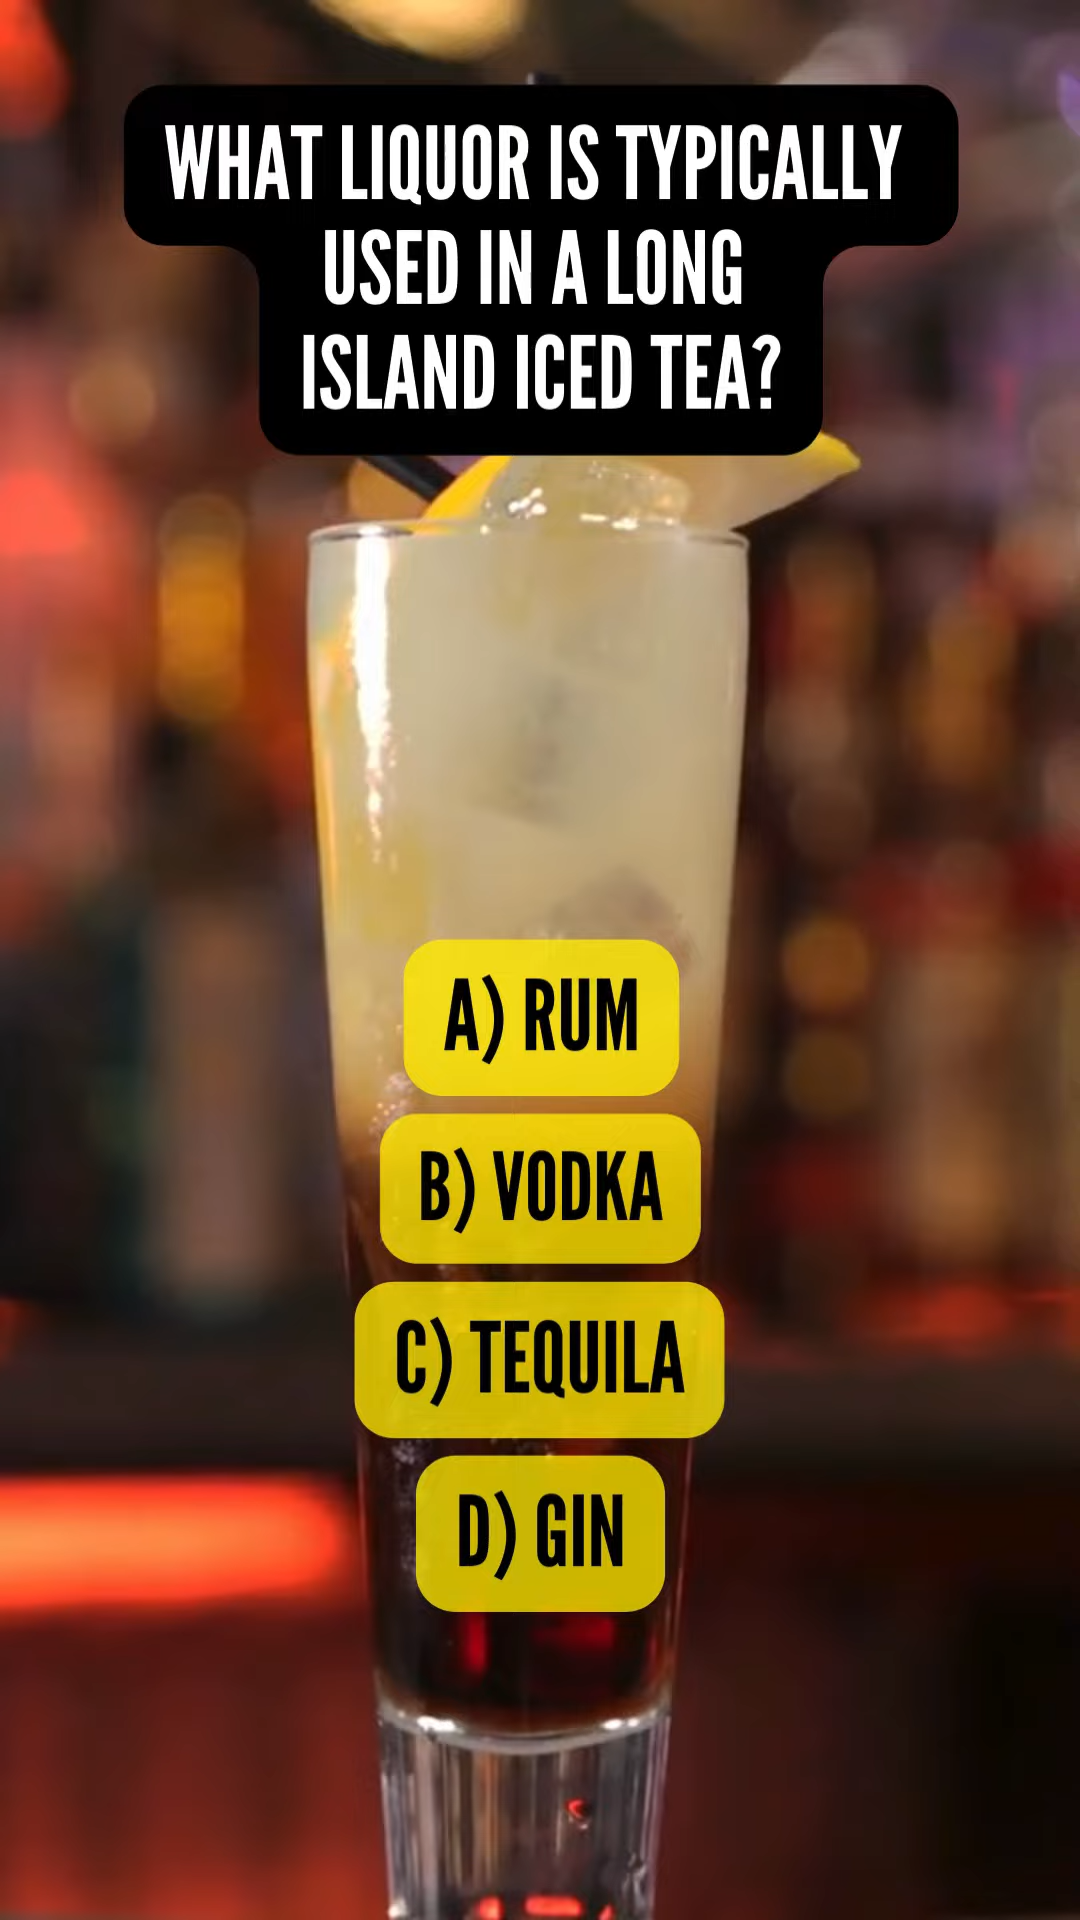 WHAT LIQUOR IS TYPICALLY
USED IN A LONG
ISLAND ICED TEA?
A) RUM
B) VODKA
C) TEQUILA
D) GIN